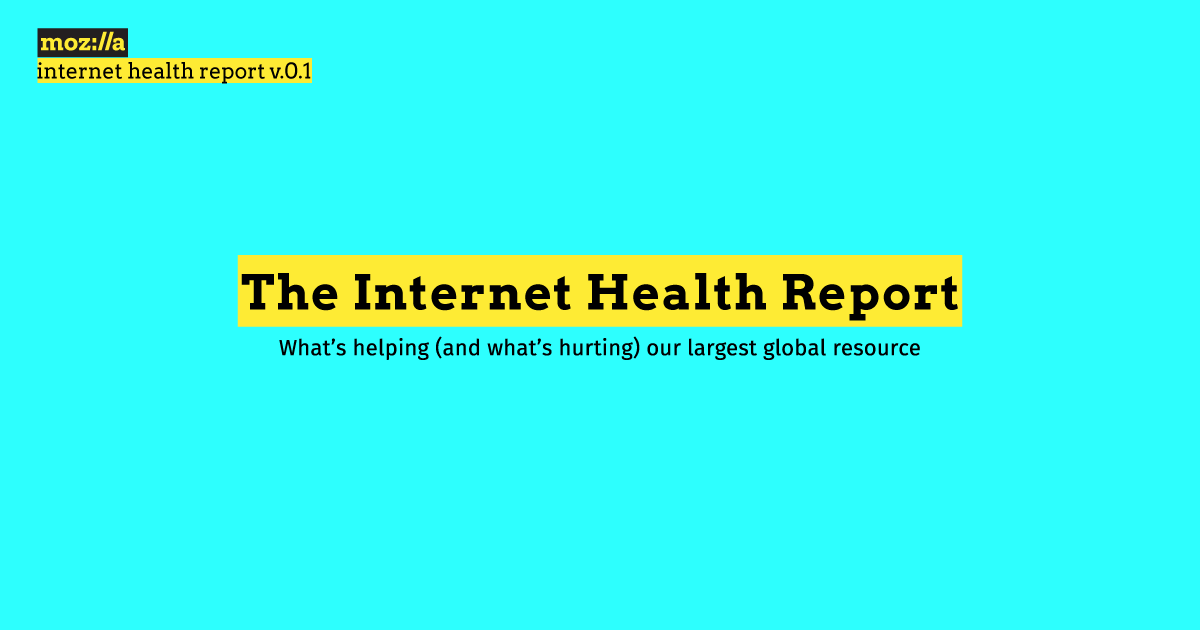 moz://a
internet health report v.0.1
The Internet Health Report
What’s helping (and what’s hurting) our largest global resource